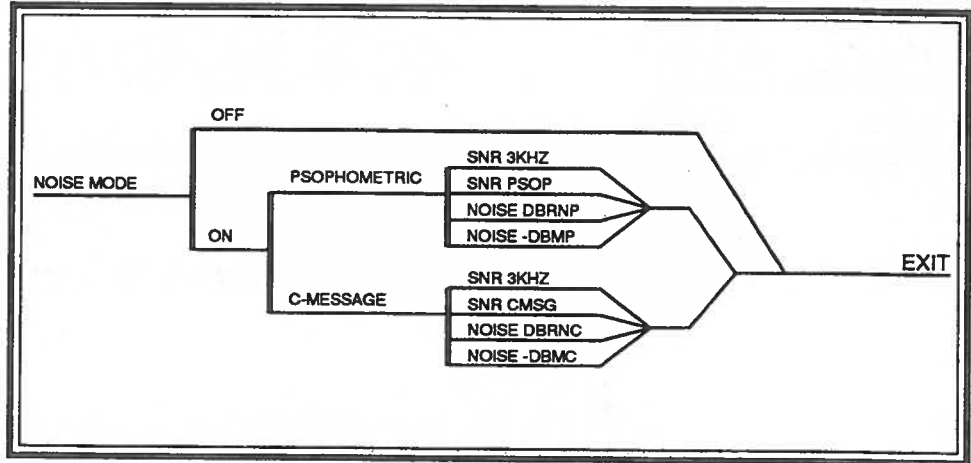 OFF
NOISE MODE
ON
PSOPHOMETRIC
SNR 3KHZ
SNR PSOP
NOISE DBRNP
NOISE -DBMP
C-MESSAGE
SNR 3KHZ
SNR CMSG
NOISE DBRNC
NOISE -DBMC
EXIT